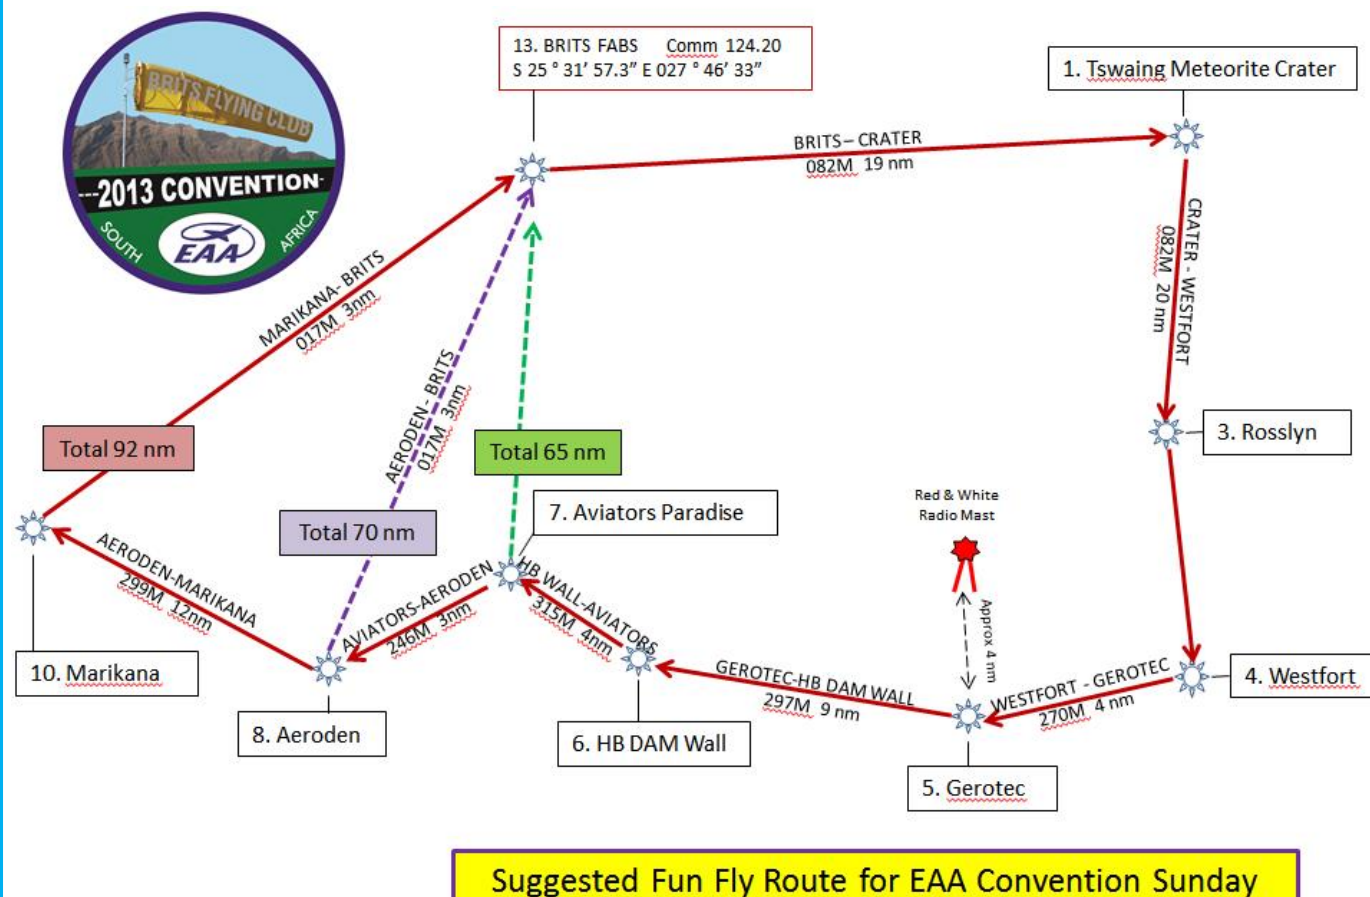 BRITS FLYING CLUB
---2013 CONVENTION-
SOUTH
EAA
AFRICA
13. BRITS FABS Comm 124.20
S 25 ° 31’ 57.3” E 027 ° 46’ 33”
1. Tswaing Meteorite Crater
BRITS – CRATER
082M 19 nm
CRATER - WESTFORT
082M 20 nm
MARIKANA- BRITS
017M 3nm
AERODEN - BRITS
017M 3nm
Total 92 nm
Total 65 nm
Total 70 nm
3. Rosslyn
Red & White
Radio Mast
Approx 4 nm
7. Aviators Paradise
AERODEN-MARIKANA
299M 12nm
AVIATORS-AERODEN
246M 3nm
HB WALL-AVIATORS
315M 4nm
GEROTEC-HB DAM WALL
297M 9 nm
WESTFORT - GEROTEC
270M 4 nm
4. Westfort
10. Marikana
8. Aeroden
6. HB DAM Wall
5. Gerotec
Suggested Fun Fly Route for EAA Convention Sunday